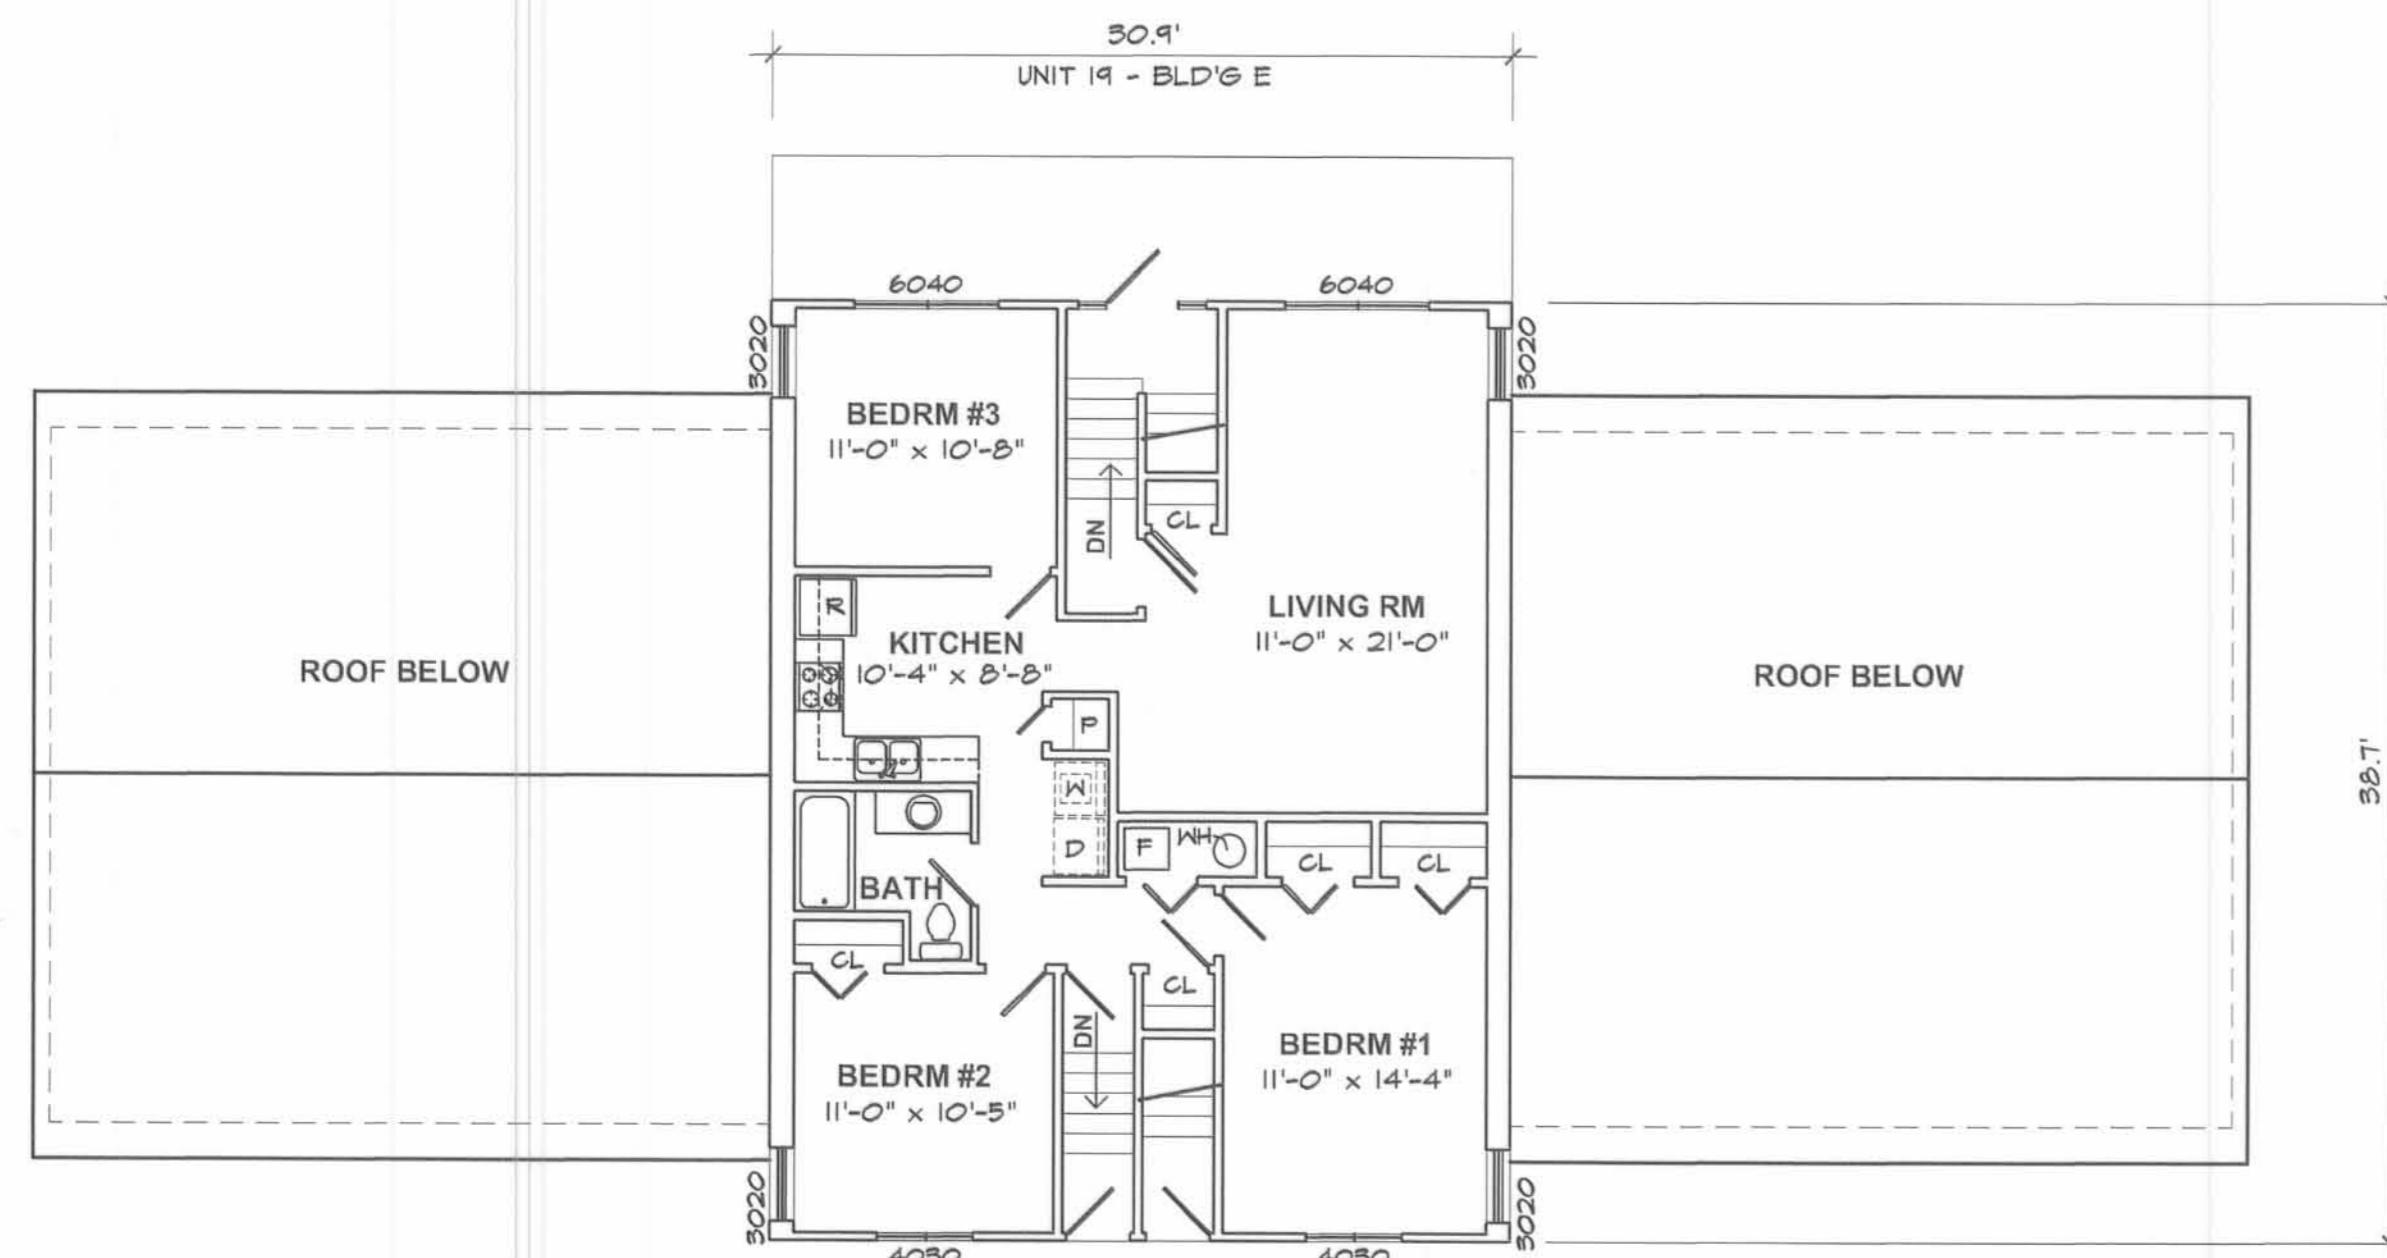 30.9'
UNIT 19 - BLD'G E
6040
6040
3020
3020
BEDRM #3
11'-0" x 10'-8"
DN
CL
R
KITCHEN
10'-4" x 8'-8"
LIVING RM
11'-0" x 21'-0"
ROOF BELOW
ROOF BELOW
P
W
D
F
WH
CL
CL
38.7'
BATH
CL
CL
DN
BEDRM #2
11'-0" x 10'-5"
BEDRM #1
11'-0" x 14'-4"
3020
3020
4030
4030